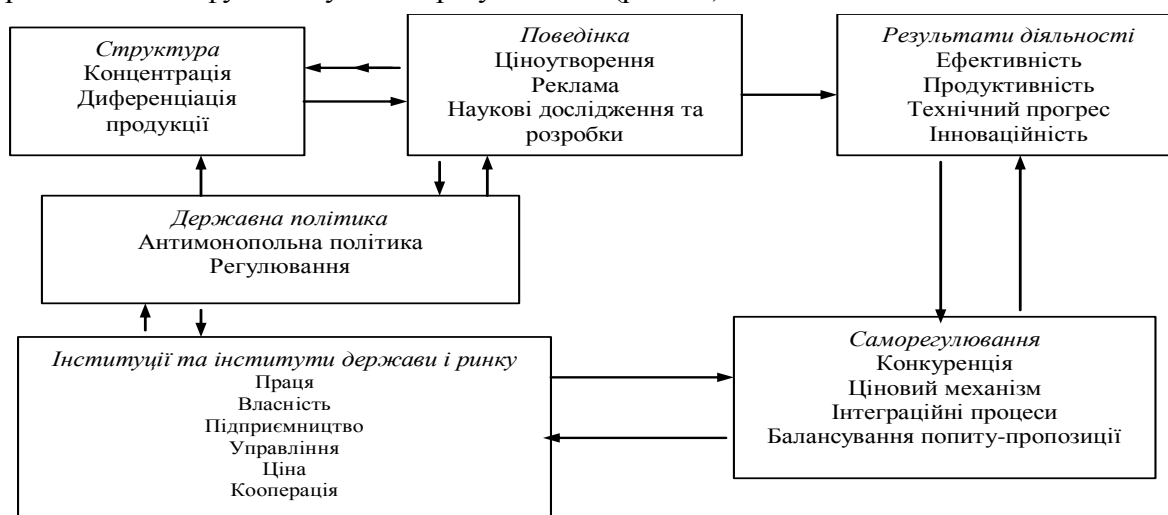 Структура
Концентрація
Диференціація
продукції
Поведінка
Ціноутворення
Реклама
Наукові дослідження та
розробки
Результати діяльності
Ефективність
Продуктивність
Технічний прогрес
Інноваційність
Державна політика
Антимонопольна політика
Регулювання
Інституції та інститути держави і ринку
Праця
Власність
Підприємництво
Управління
Ціна
Кооперація
Саморегулювання
Конкуренція
Ціновий механізм
Інтеграційні процеси
Балансування попиту-пропозиції